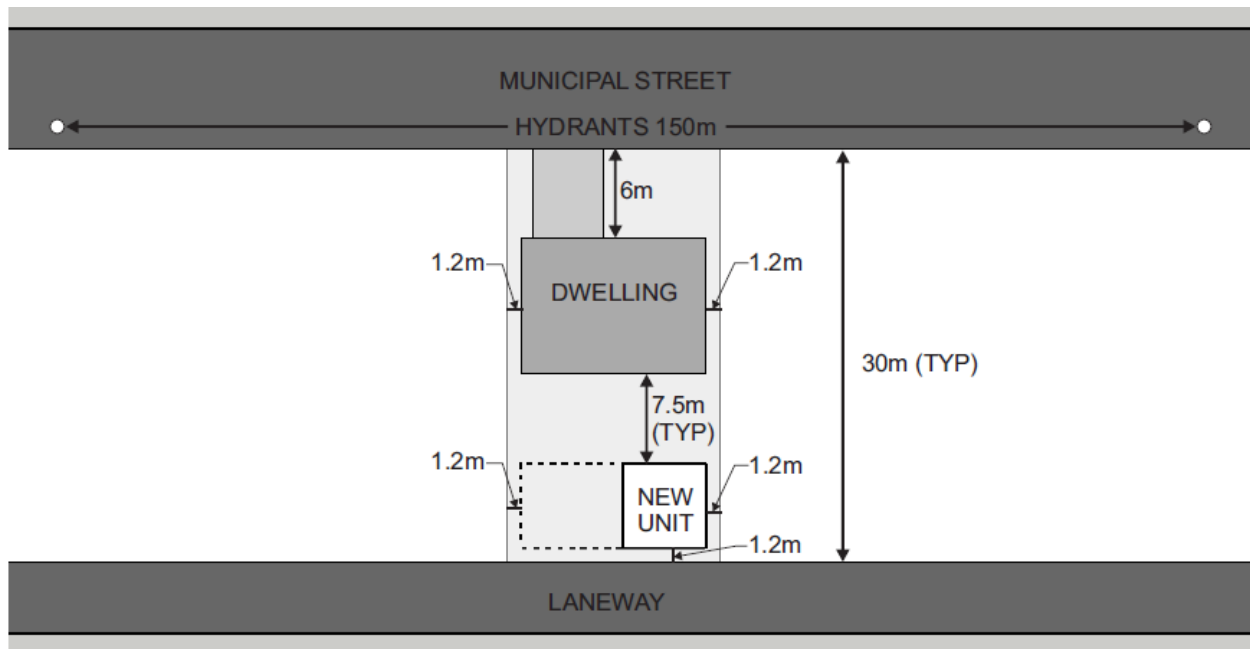 MUNICIPAL STREET
HYDRANTS 150m
6m
1.2m
1.2m
DWELLING
30m (TYP)
7.5m
(TYP)
1.2m
1.2m
NEW
UNIT
1.2m
LANEWAY